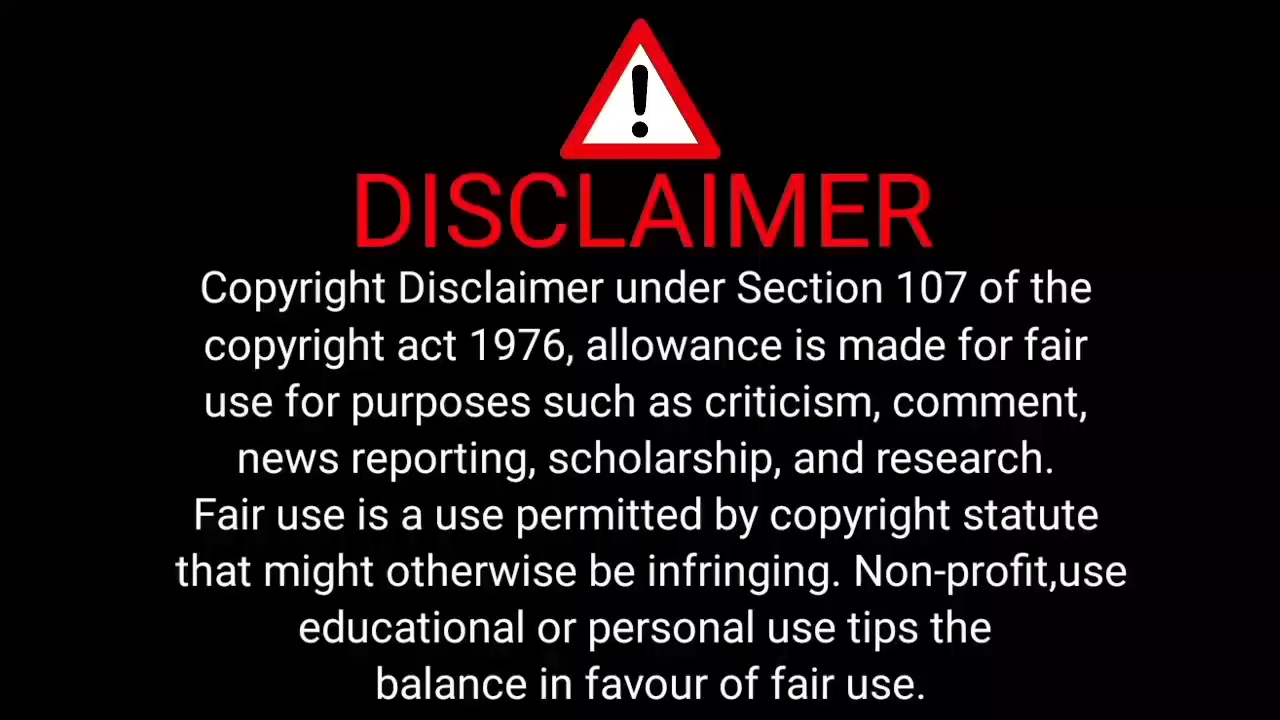 DISCLAIMER
Copyright Disclaimer under Section 107 of the
copyright act 1976, allowance is made for fair
use for purposes such as criticism, comment,
news reporting, scholarship, and research.
Fair use is a use permitted by copyright statute
that might otherwise be infringing. Non-profit,use
educational or personal use tips the
balance in favour of fair use.